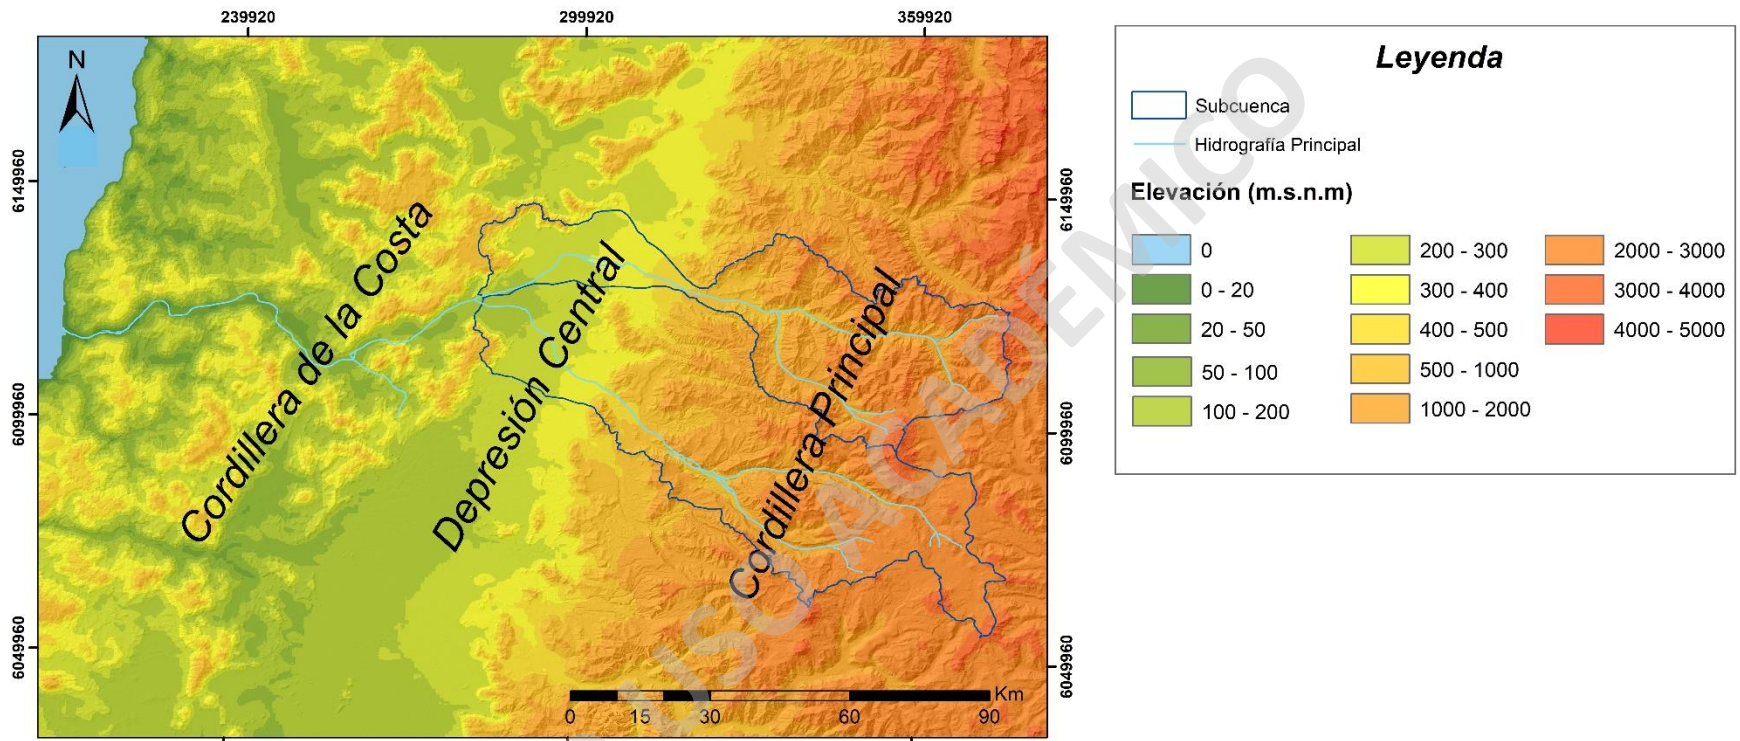 239920
299920
359920
N
6149960
6099960
6049960
6149960
6099960
6049960
Cordillera de la Costa
Depresión Central
Cordillera Principal
Km
0 15 30 60 90
Leyenda
Subcuenca
Hidrografía Principal
Elevación (m.s.n.m)
0
0 - 20
20 - 50
50 - 100
100 - 200
200 - 300
300 - 400
400 - 500
500 - 1000
1000 - 2000
2000 - 3000
3000 - 4000
4000 - 5000
USO ACADÉMICO